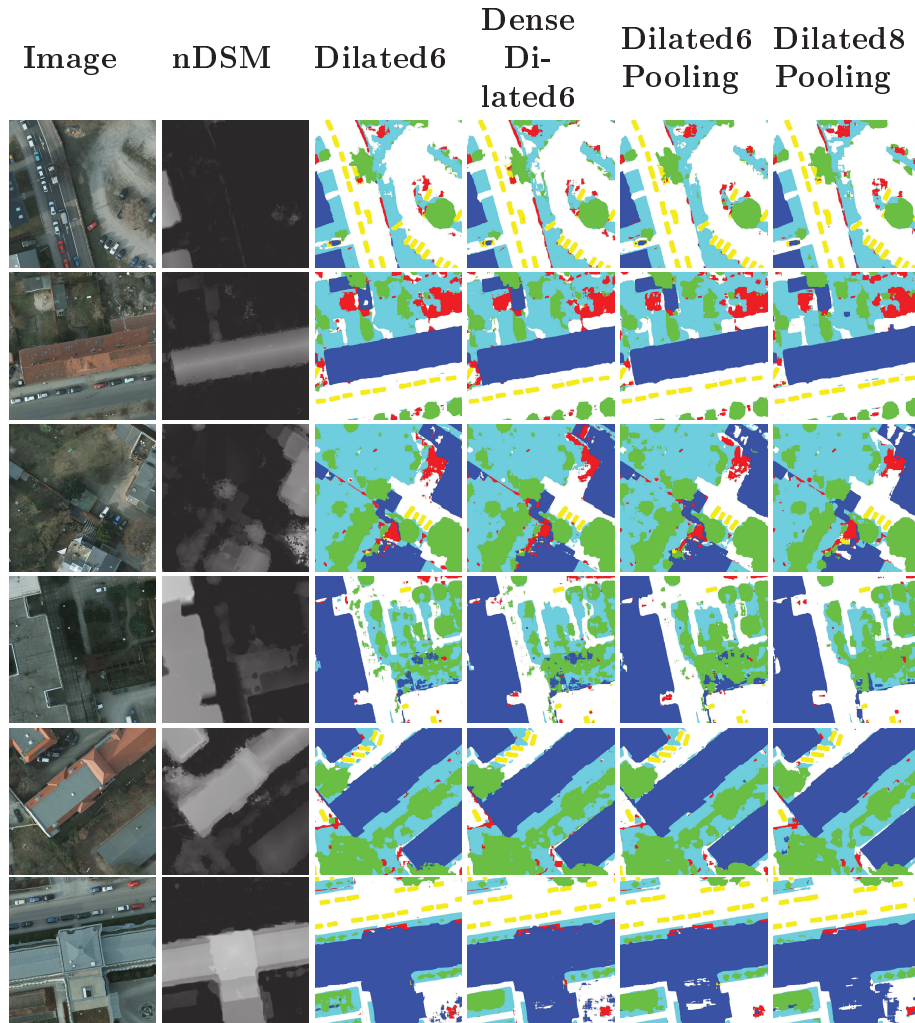 Image
nDSM
Dilated6
Dense
Di-
lated6
Dilated6
Pooling
Dilated8
Pooling